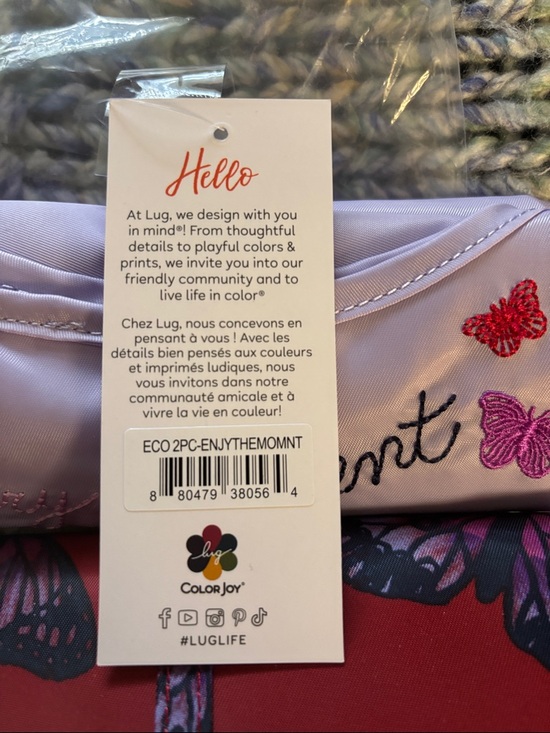 Hello
At Lug, we design with you
in mind®! From thoughtful
details to playful colors &
prints, we invite you into our
friendly community and to
live life in color®
Chez Lug, nous concevons en
pensant à vous ! Avec les
détails bien pensés aux couleurs
et imprimés ludiques, nous
vous invitons dans notre
communauté amicale et à
vivre la vie en couleur!
ECO 2PC-ENJYTHEMOMNT
8 80479 38056 4
lug
COLOR JOY®
#LUGLIFE
ent